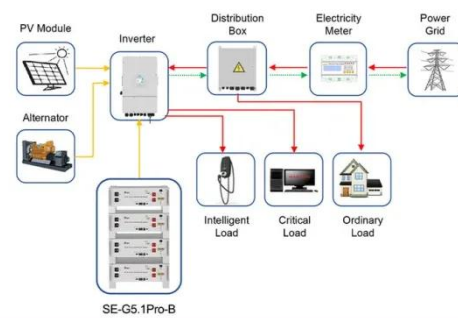 PV Module
Inverter
Distribution
Box
Electricity
Meter
Power
Grid
Alternator
Intelligent
Load
Critical
Load
Ordinary
Load
SE-G5.1Pro-B